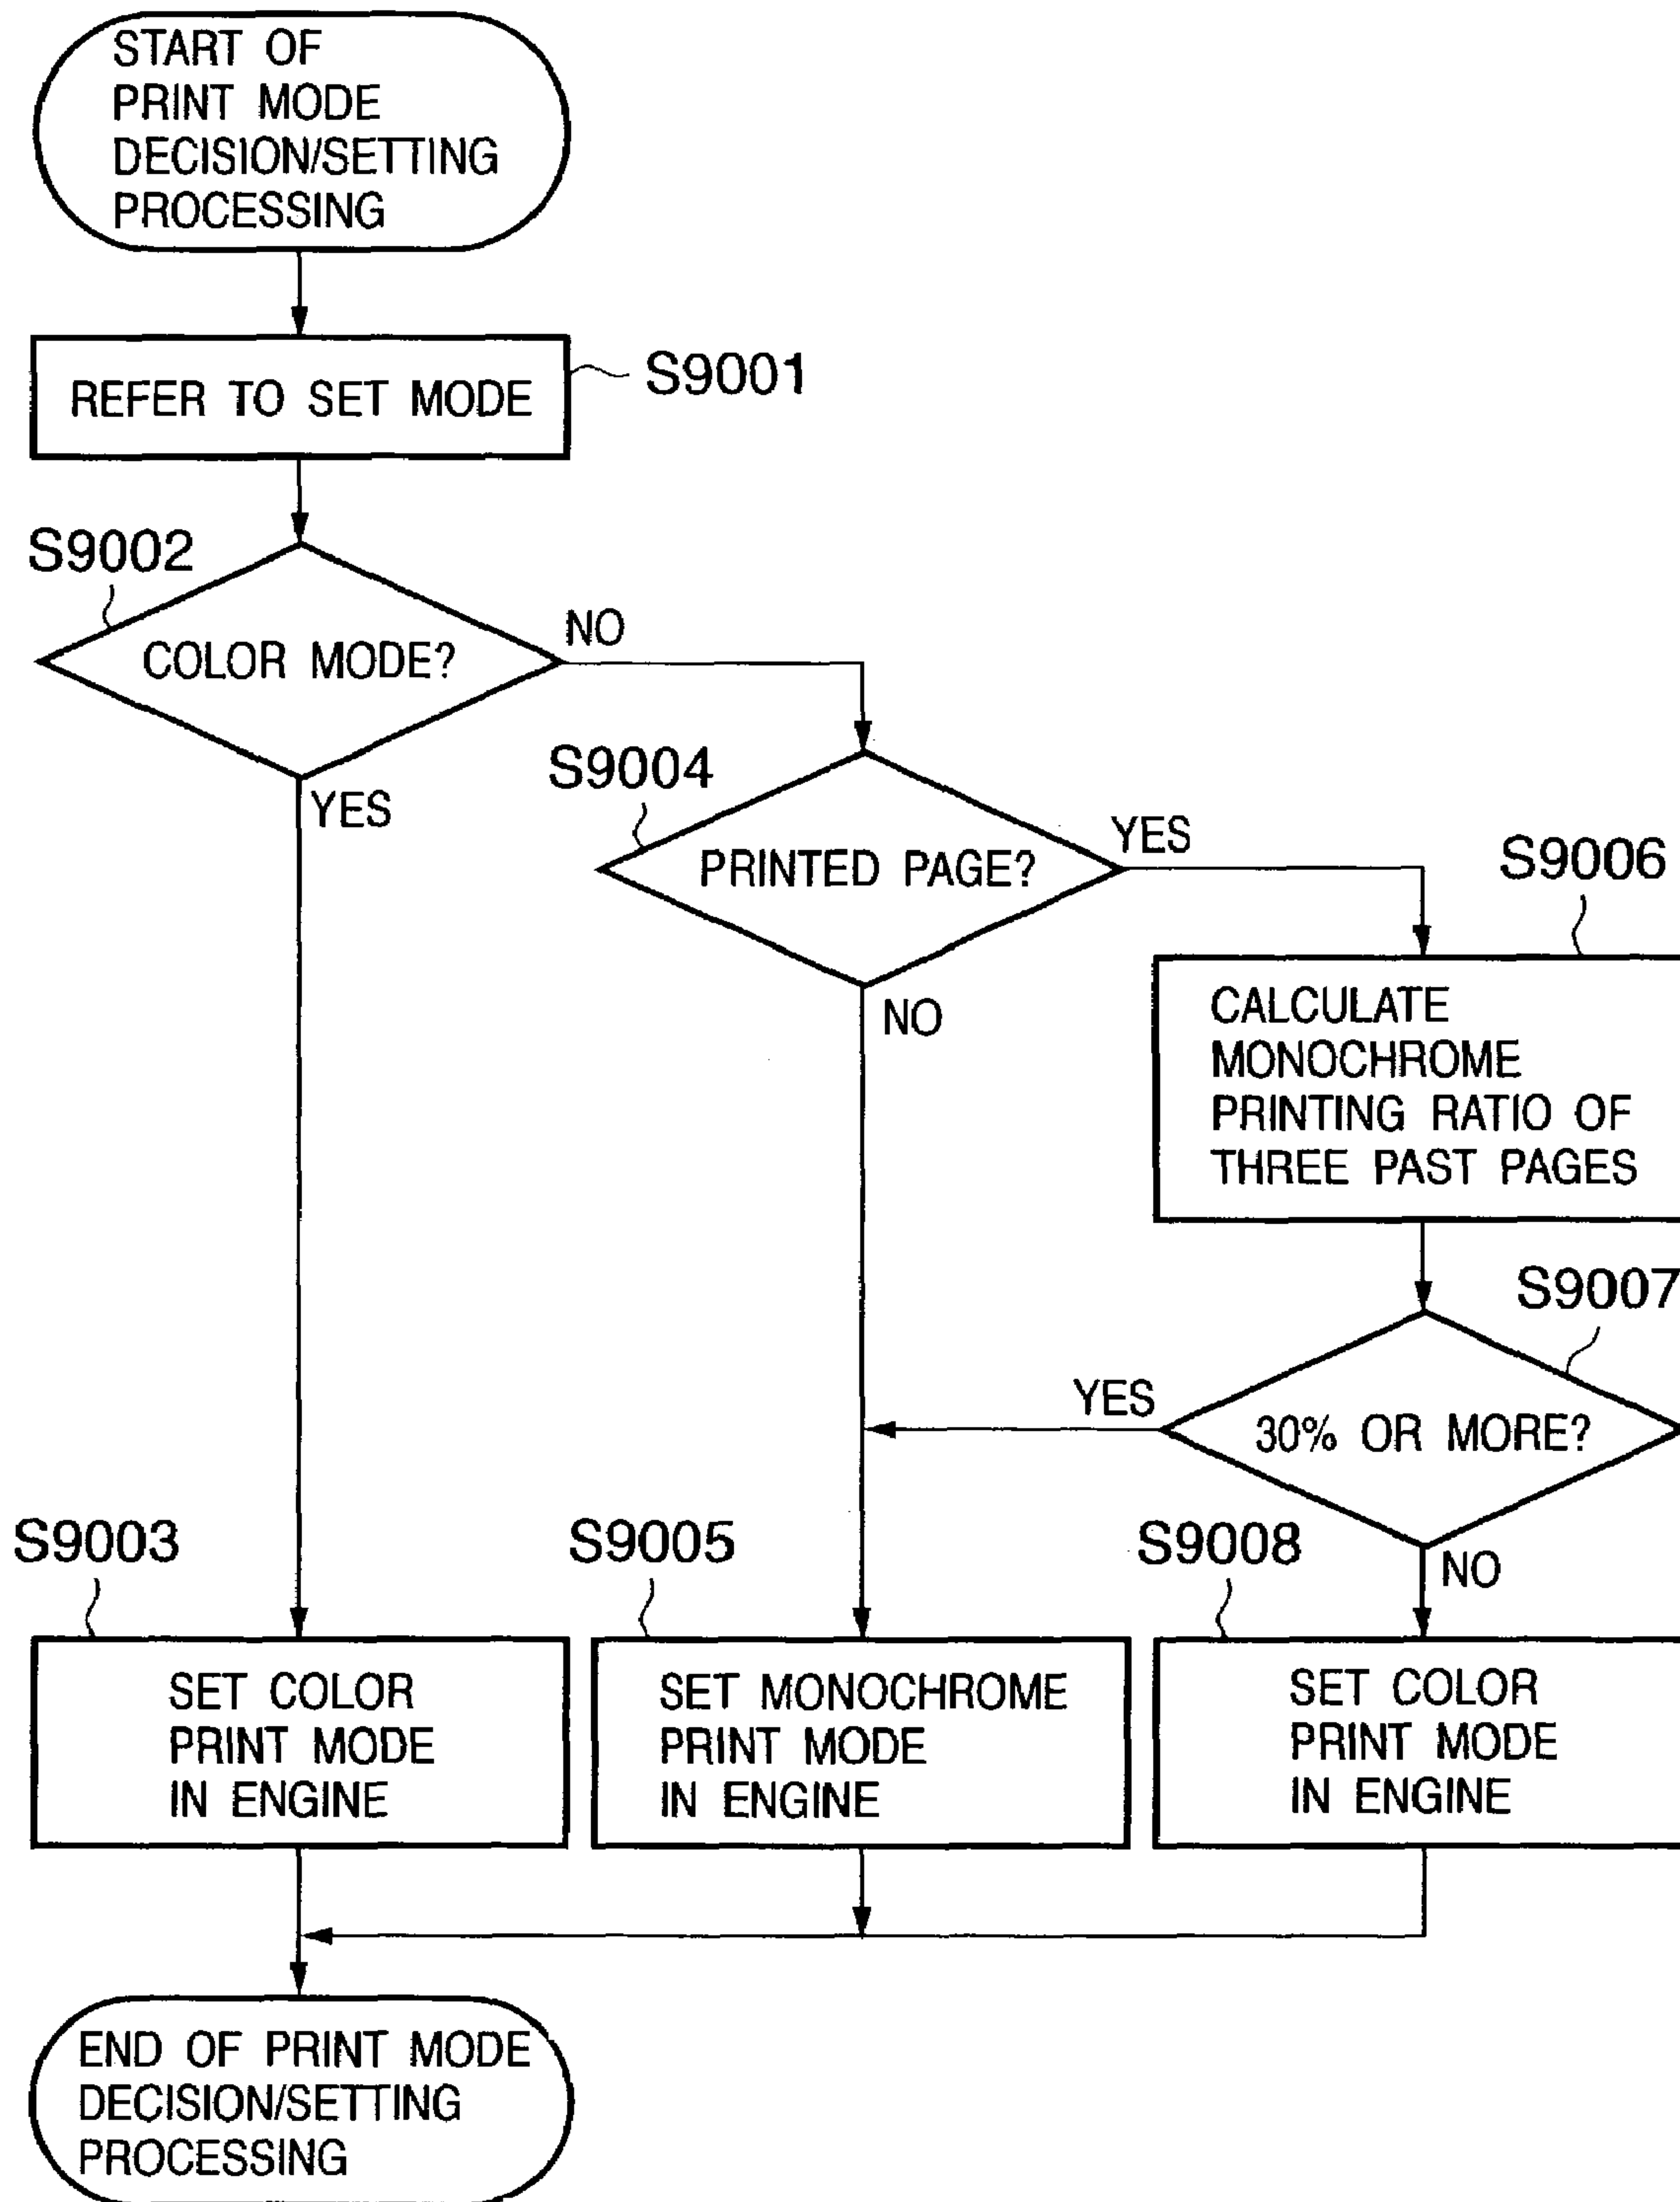 START OF
PRINT MODE
DECISION/SETTING
PROCESSING
REFER TO SET MODE
S9001
S9002
COLOR MODE?
NO
YES
S9004
PRINTED PAGE?
YES
NO
S9006
CALCULATE
MONOCHROME
PRINTING RATIO OF
THREE PAST PAGES
S9007
30% OR MORE?
YES
NO
S9003
SET COLOR
PRINT MODE
IN ENGINE
S9005
SET MONOCHROME
PRINT MODE
IN ENGINE
S9008
SET COLOR
PRINT MODE
IN ENGINE
END OF PRINT MODE
DECISION/SETTING
PROCESSING